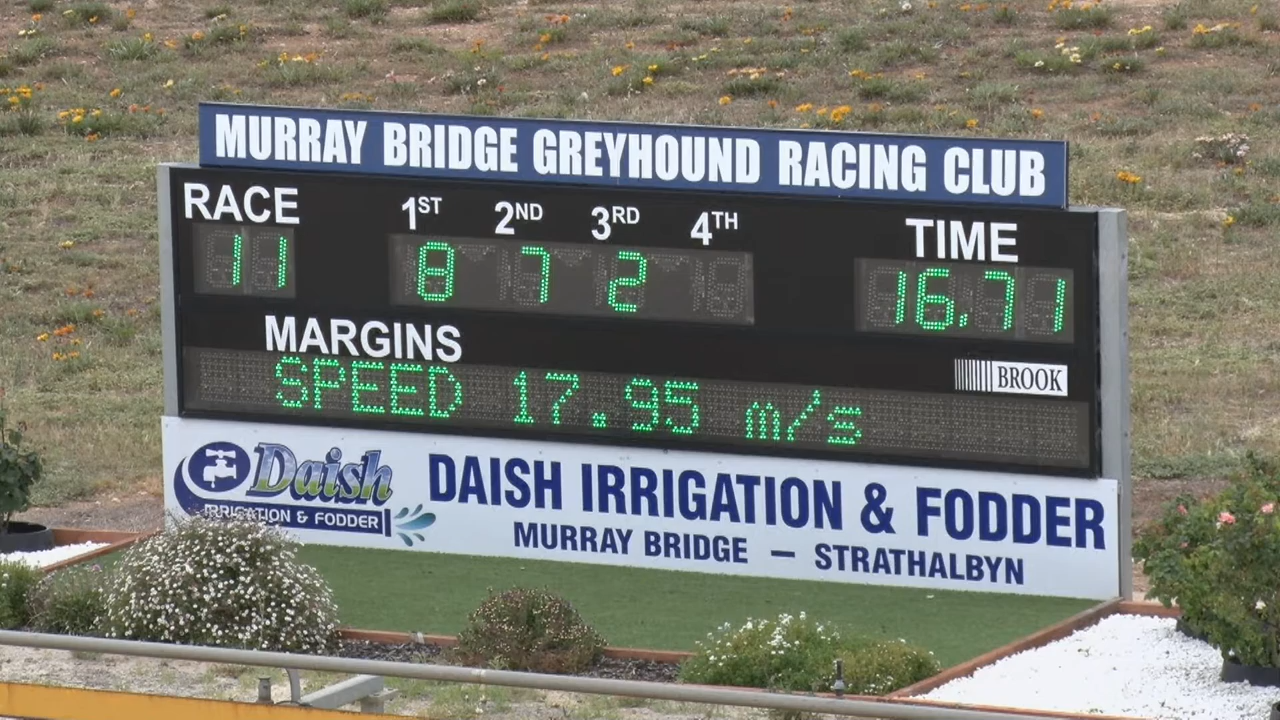 MURRAY BRIDGE GREYHOUND RACING CLUB
RACE 1ST 2ND 3RD 4TH TIME
11 8 7 2 16.71
MARGINS
BROOK
SPEED 17.95 m/s
Daish
IRRIGATION & FODDER
DAISH IRRIGATION & FODDER
MURRAY BRIDGE — STRATHALBYN